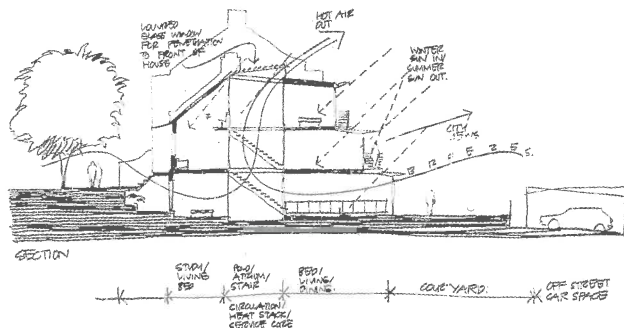 LOUVRED
GLASS WINDOW
FOR PENETRATION
TO FRONT OF
HOUSE
HOT AIR
OUT
WINTER
SUN IN/
SUMMER
SUN OUT.
CITY
B R E E Z E S.
SECTION
STUDY/
LIVING
BED
ATRIUM/
STAIR
CIRCULATION/
HEAT STACK/
SERVICE CORE
BED/
LIVING/
DINING.
COURTYARD.
OFF STREET
CAR SPACE